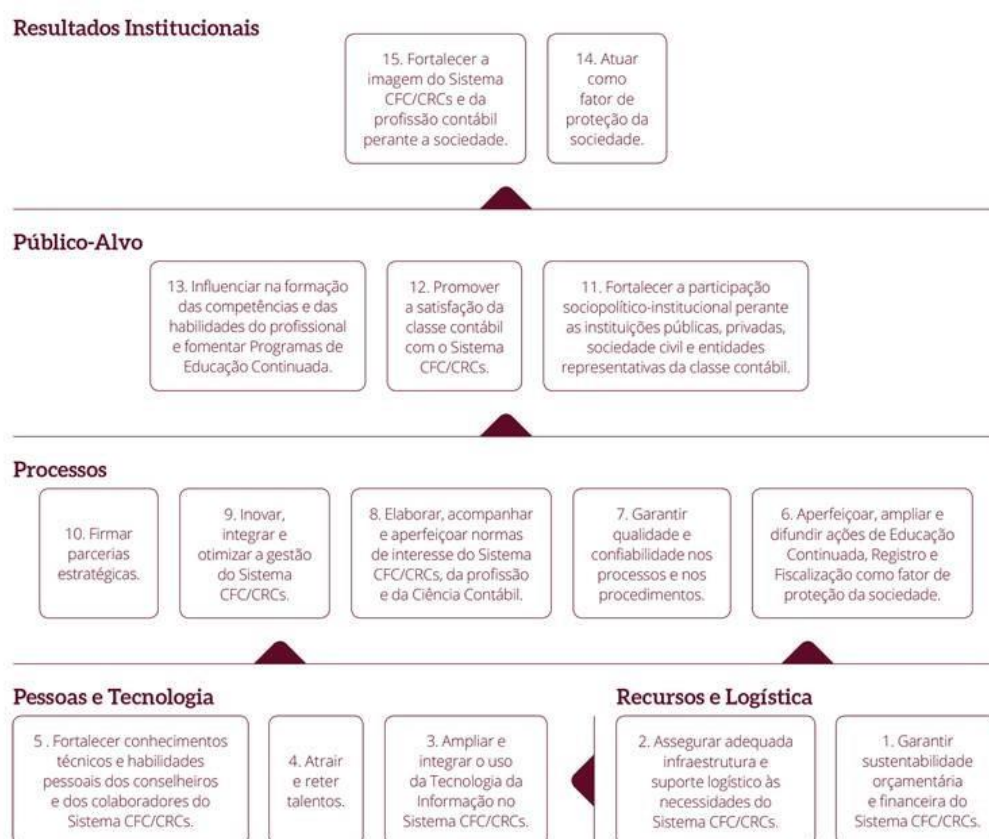 Resultados Institucionais
15. Fortalecer a
imagem do Sistema
CFC/CRCs e da
profissão contábil
perante a sociedade.
14. Atuar
como
fator de
proteção da
sociedade.
Público-Alvo
13. Influenciar na formação
das competências e das
habilidades do profissional
e fomentar Programas de
Educação Continuada.
12. Promover
a satisfação da
classe contábil
com o Sistema
CFC/CRCs.
11. Fortalecer a participação
sociopolítico-institucional perante
as instituições públicas, privadas,
sociedade civil e entidades
representativas da classe contábil.
Processos
10. Firmar
parcerias
estratégicas.
9. Inovar,
integrar e
otimizar a gestão
do Sistema
CFC/CRCs.
8. Elaborar, acompanhar
e aperfeiçoar normas
de interesse do Sistema
CFC/CRCs, da profissão
e da Ciência Contábil.
7. Garantir
qualidade e
confiabilidade nos
processos e nos
procedimentos.
6. Aperfeiçoar, ampliar e
difundir ações de Educação
Continuada, Registro e
Fiscalização como fator de
proteção da sociedade.
Pessoas e Tecnologia
5 . Fortalecer conhecimentos
técnicos e habilidades
pessoais dos conselheiros
e dos colaboradores do
Sistema CFC/CRCs.
4. Atrair
e reter
talentos.
3. Ampliar e
integrar o uso
da Tecnologia da
Informação no
Sistema CFC/CRCs.
Recursos e Logística
2. Assegurar adequada
infraestrutura e
suporte logístico às
necessidades do
Sistema CFC/CRCs.
1. Garantir
sustentabilidade
orçamentária
e financeira do
Sistema CFC/CRCs.